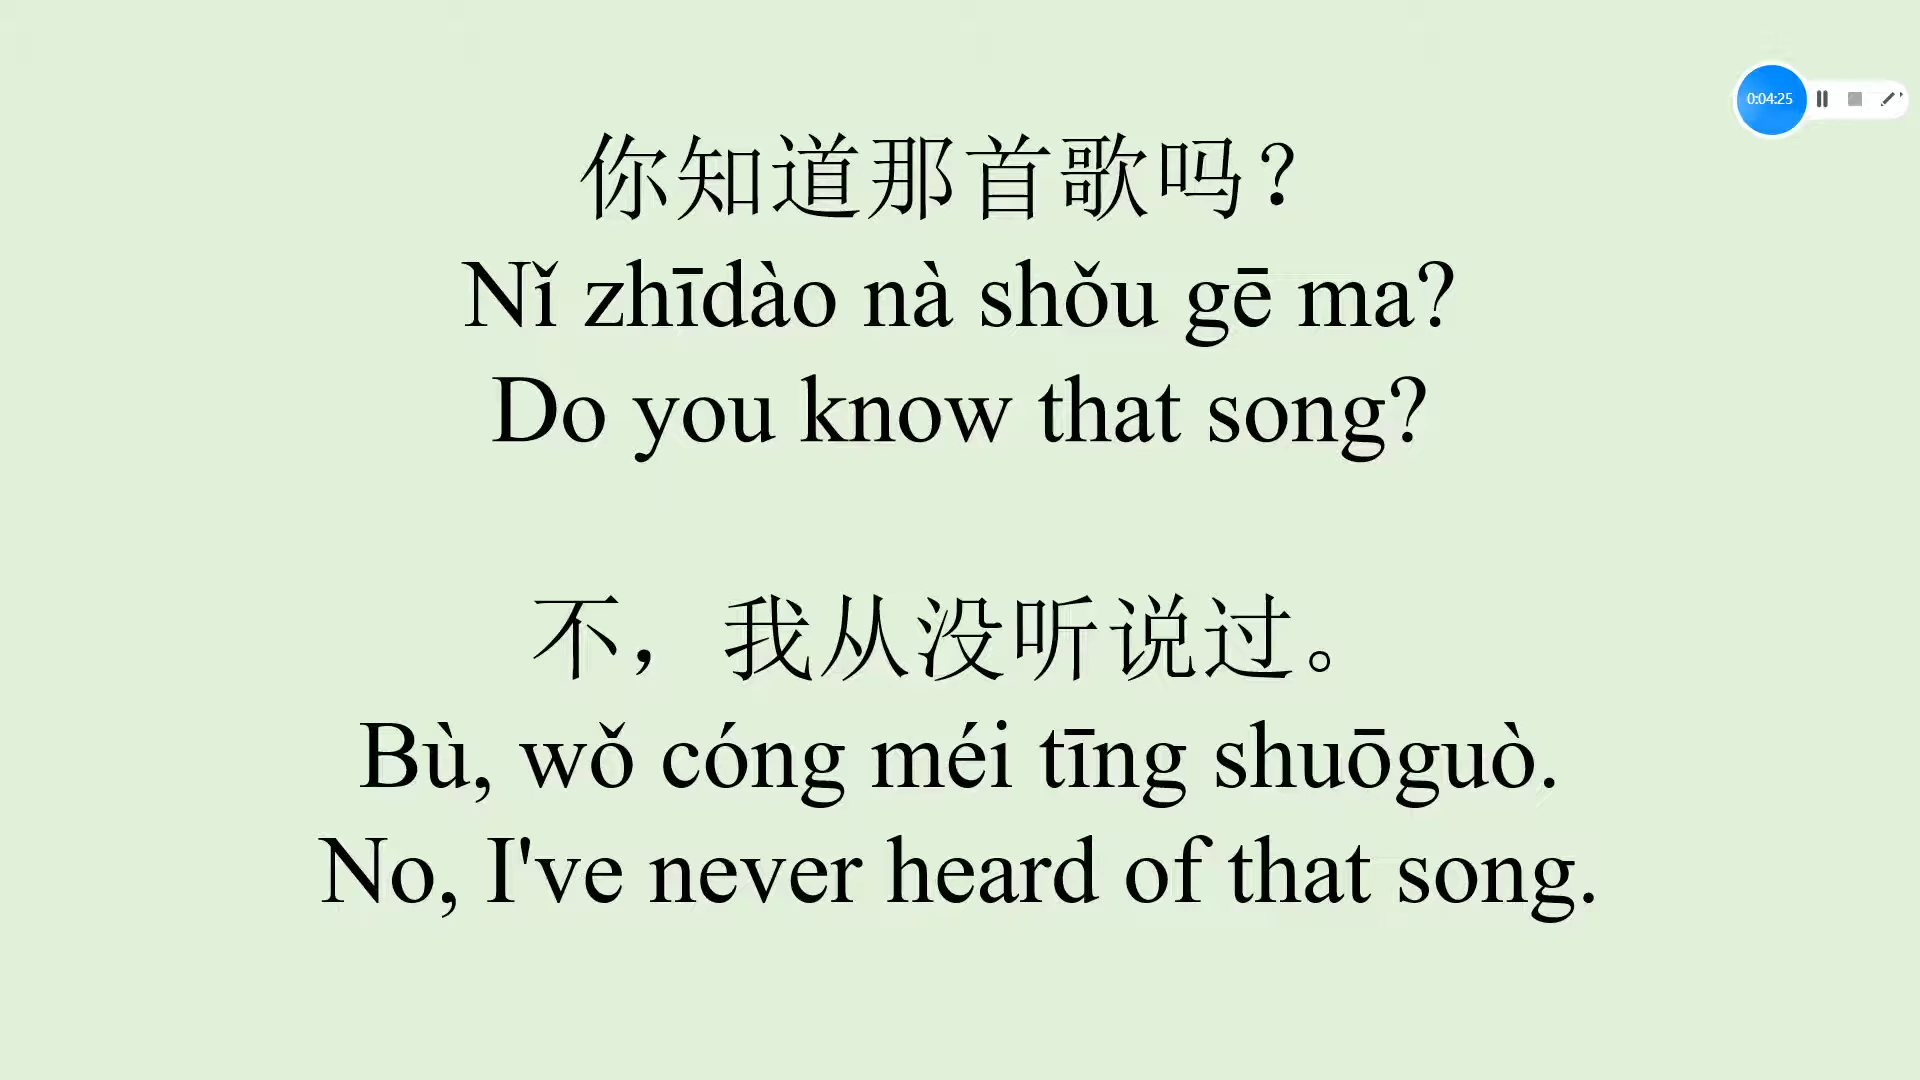 0:04:25
你知道那首歌吗？
Nǐ zhīdào nà shǒu gē ma?
Do you know that song?
不，我从没听说过。
Bù, wǒ cóng méi tīng shuōguò.
No, I've never heard of that song.